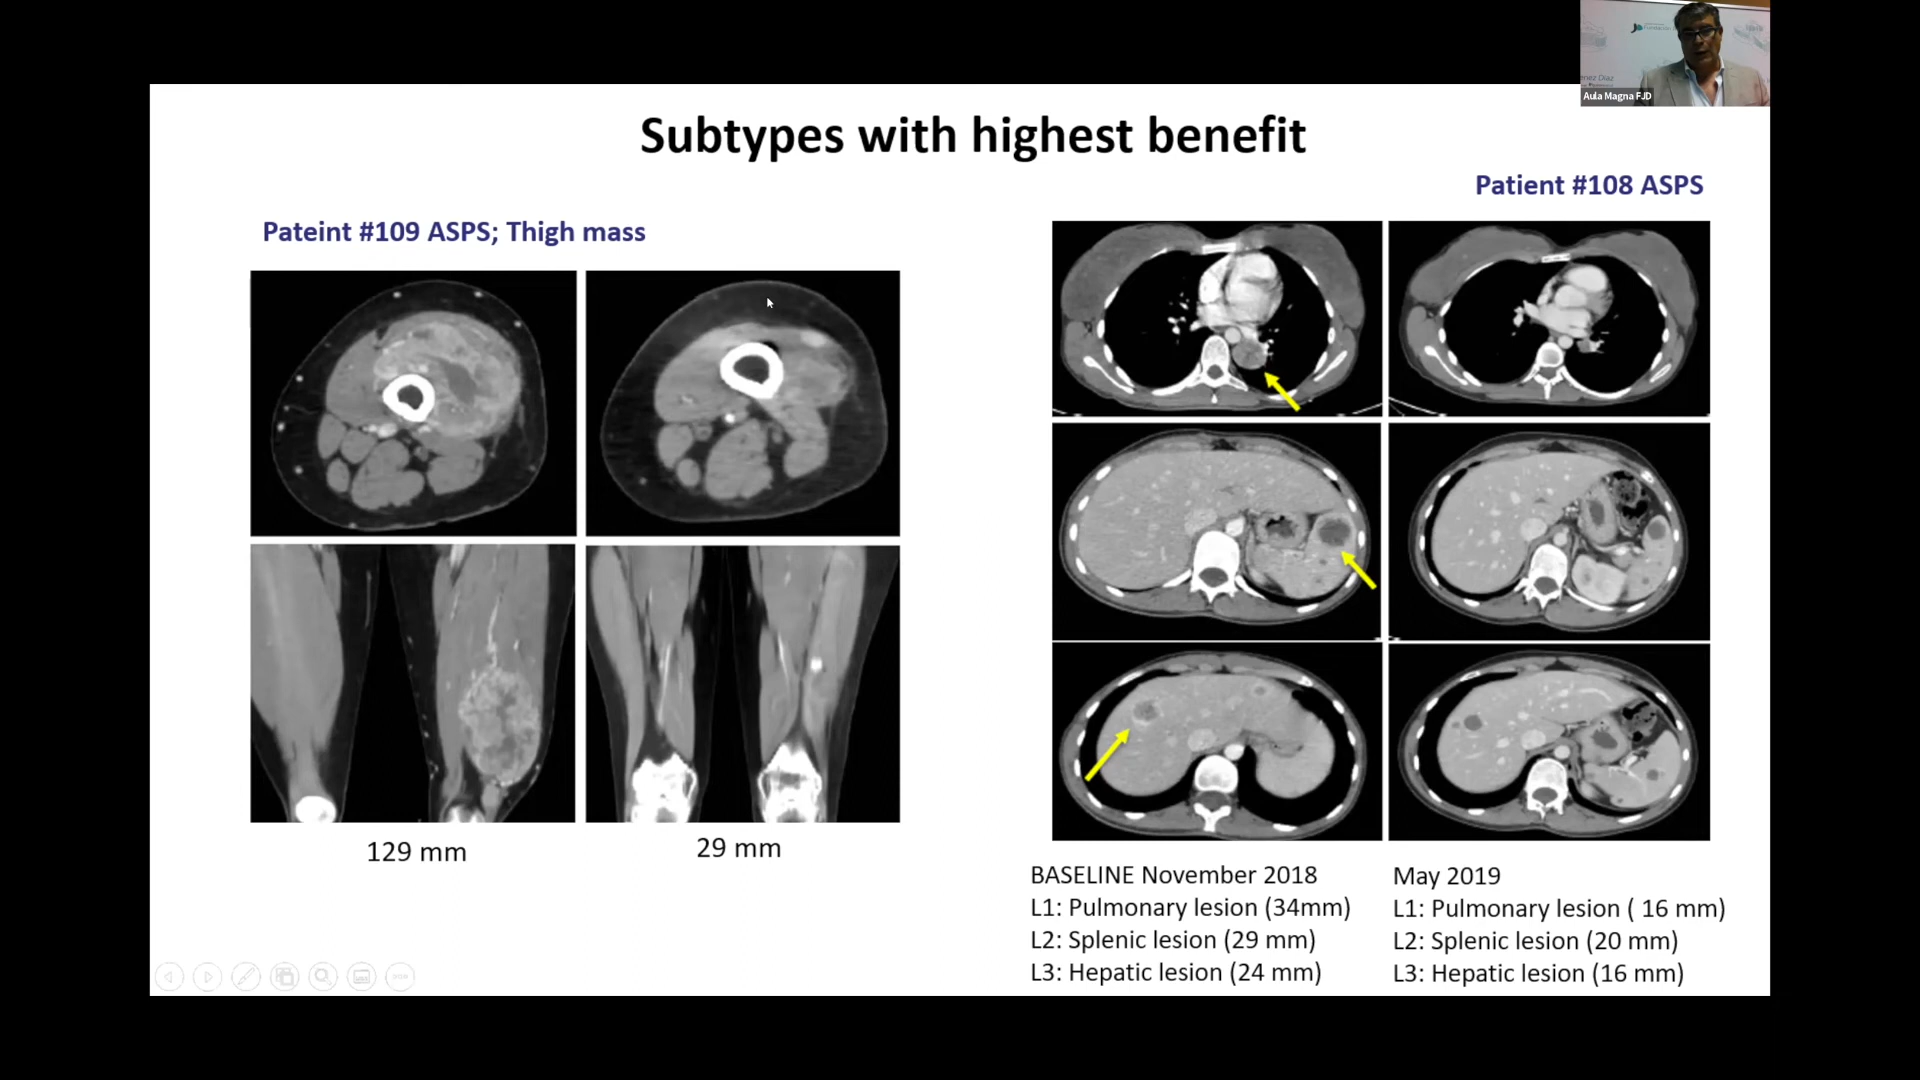 Aula Magna FJD
Subtypes with highest benefit
Pateint #109 ASPS; Thigh mass
129 mm
29 mm
Patient #108 ASPS
BASELINE November 2018
L1: Pulmonary lesion (34mm)
L2: Splenic lesion (29 mm)
L3: Hepatic lesion (24 mm)
May 2019
L1: Pulmonary lesion ( 16 mm)
L2: Splenic lesion (20 mm)
L3: Hepatic lesion (16 mm)